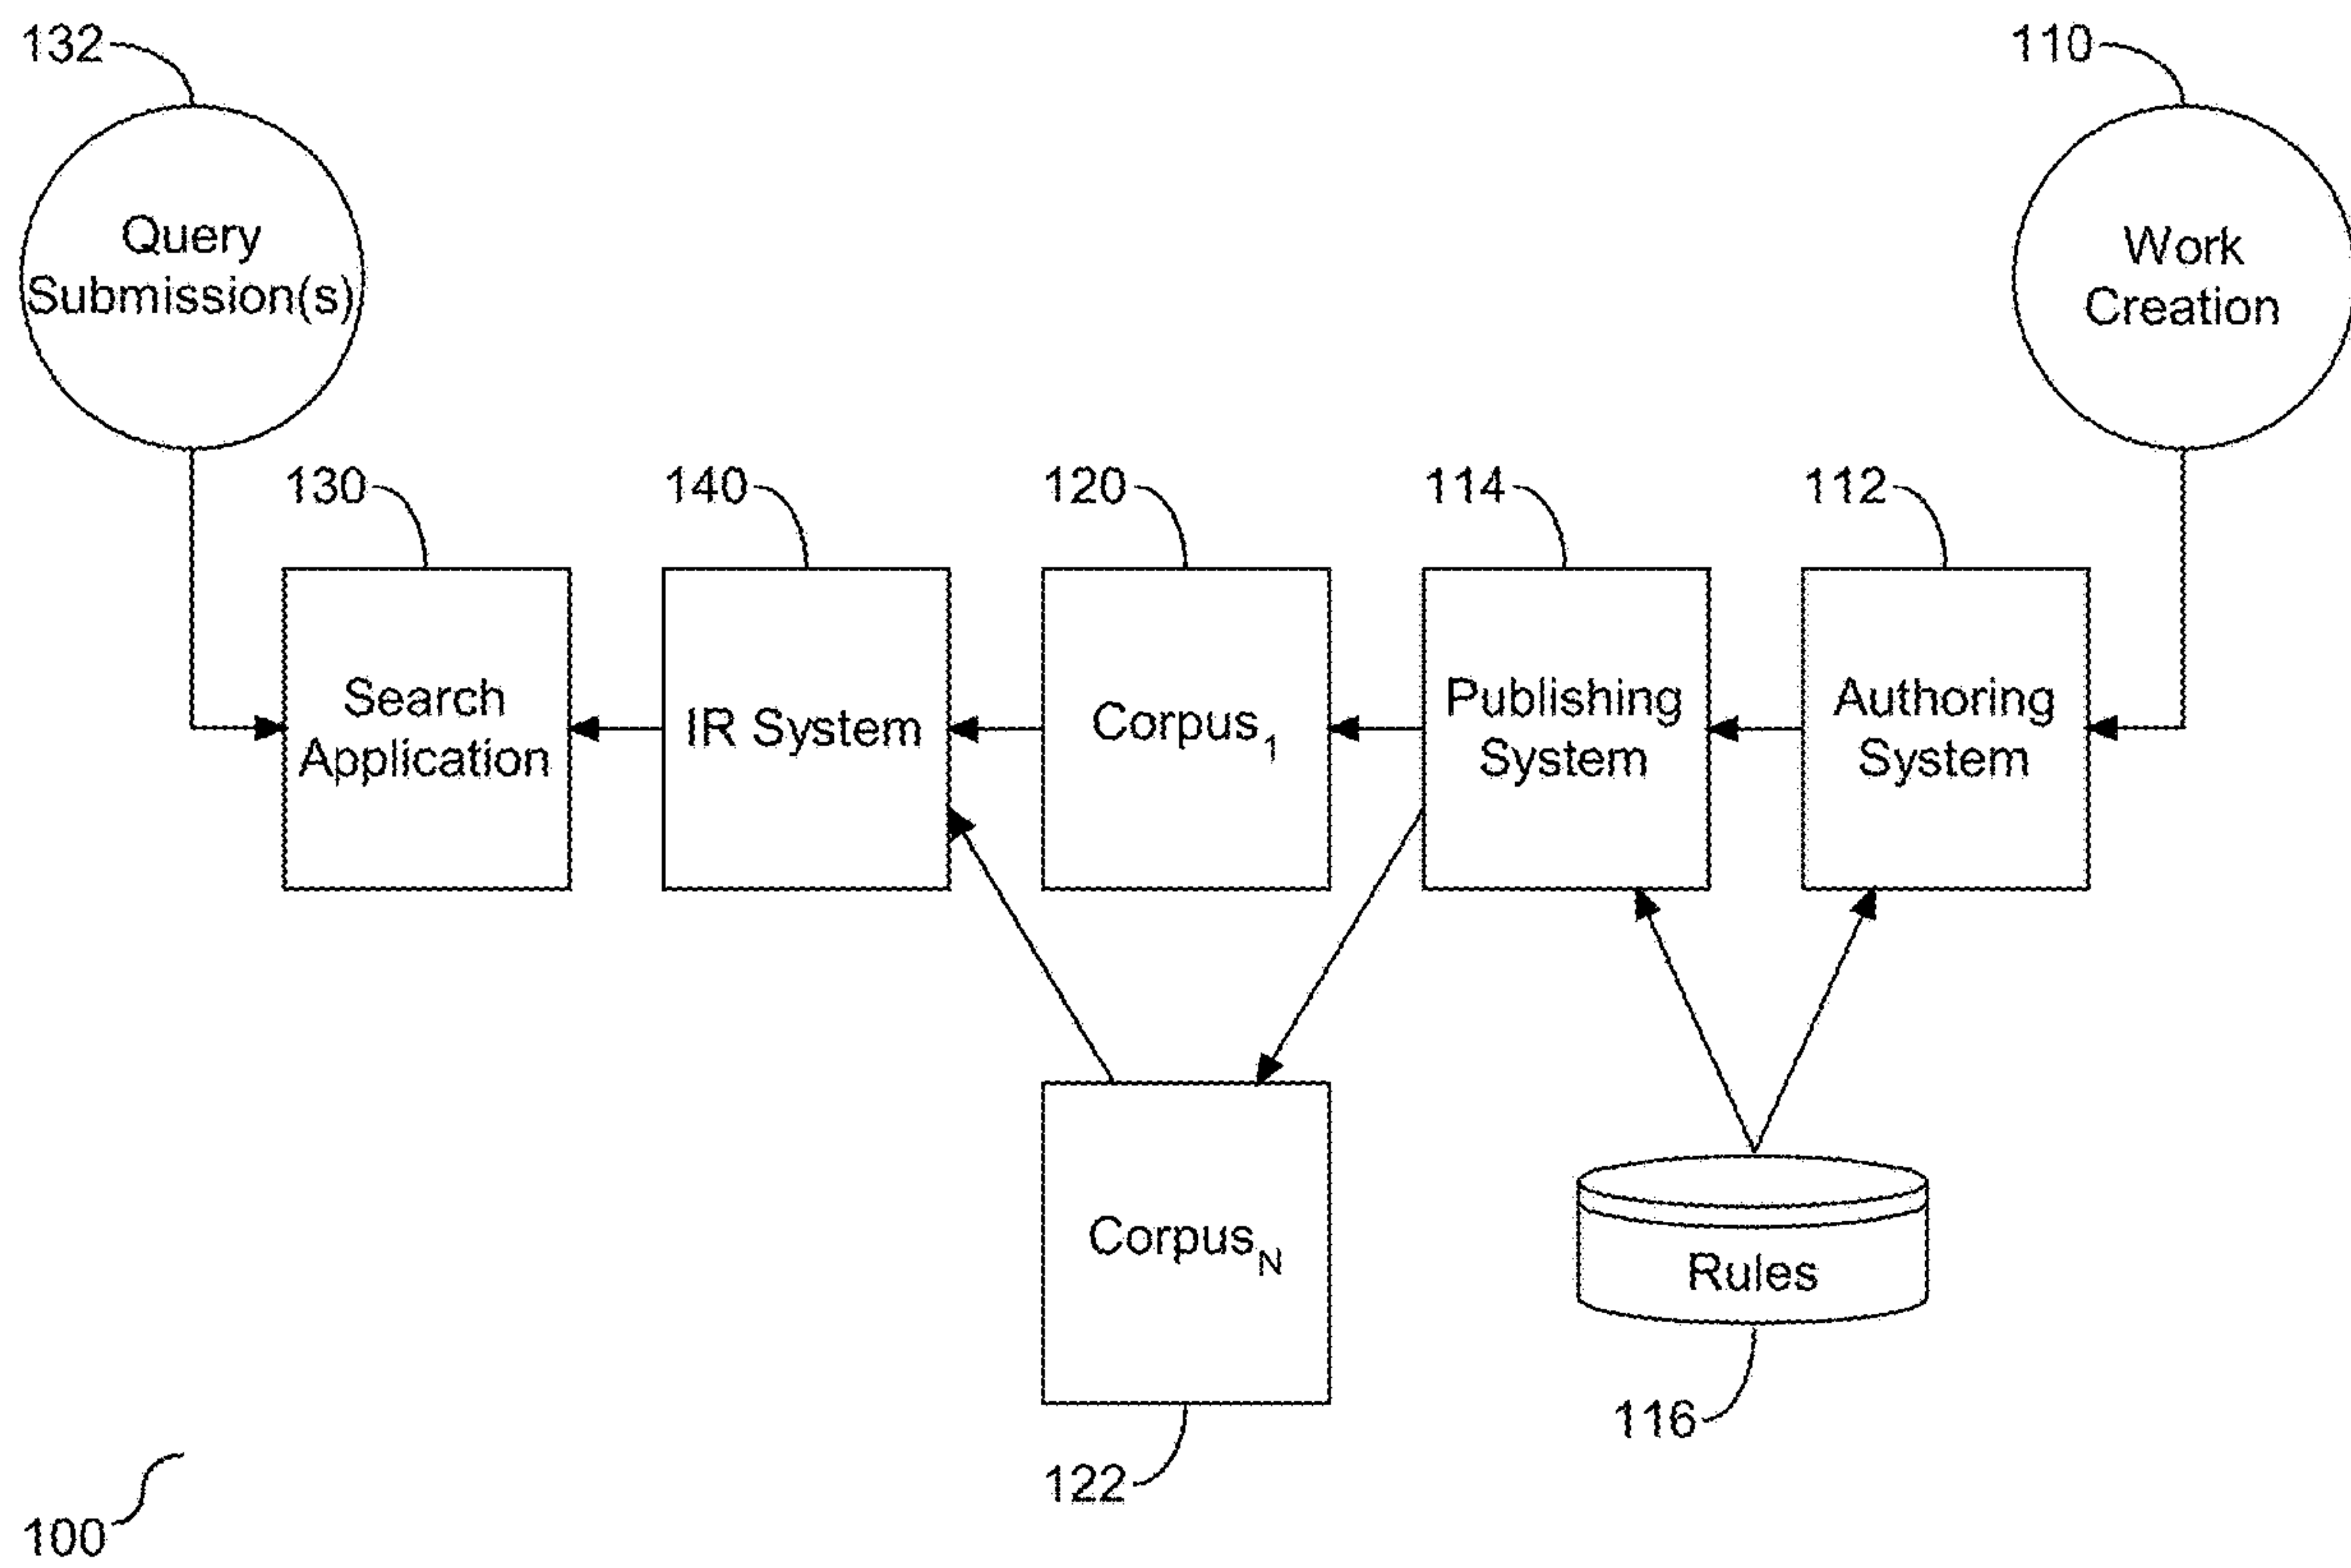 132
110
Query
Submission(s)
Work
Creation
130
140
120
114
112
Search
Application
IR System
Corpus₁
Publishing
System
Authoring
System
Corpus_N
Rules
116
122
100